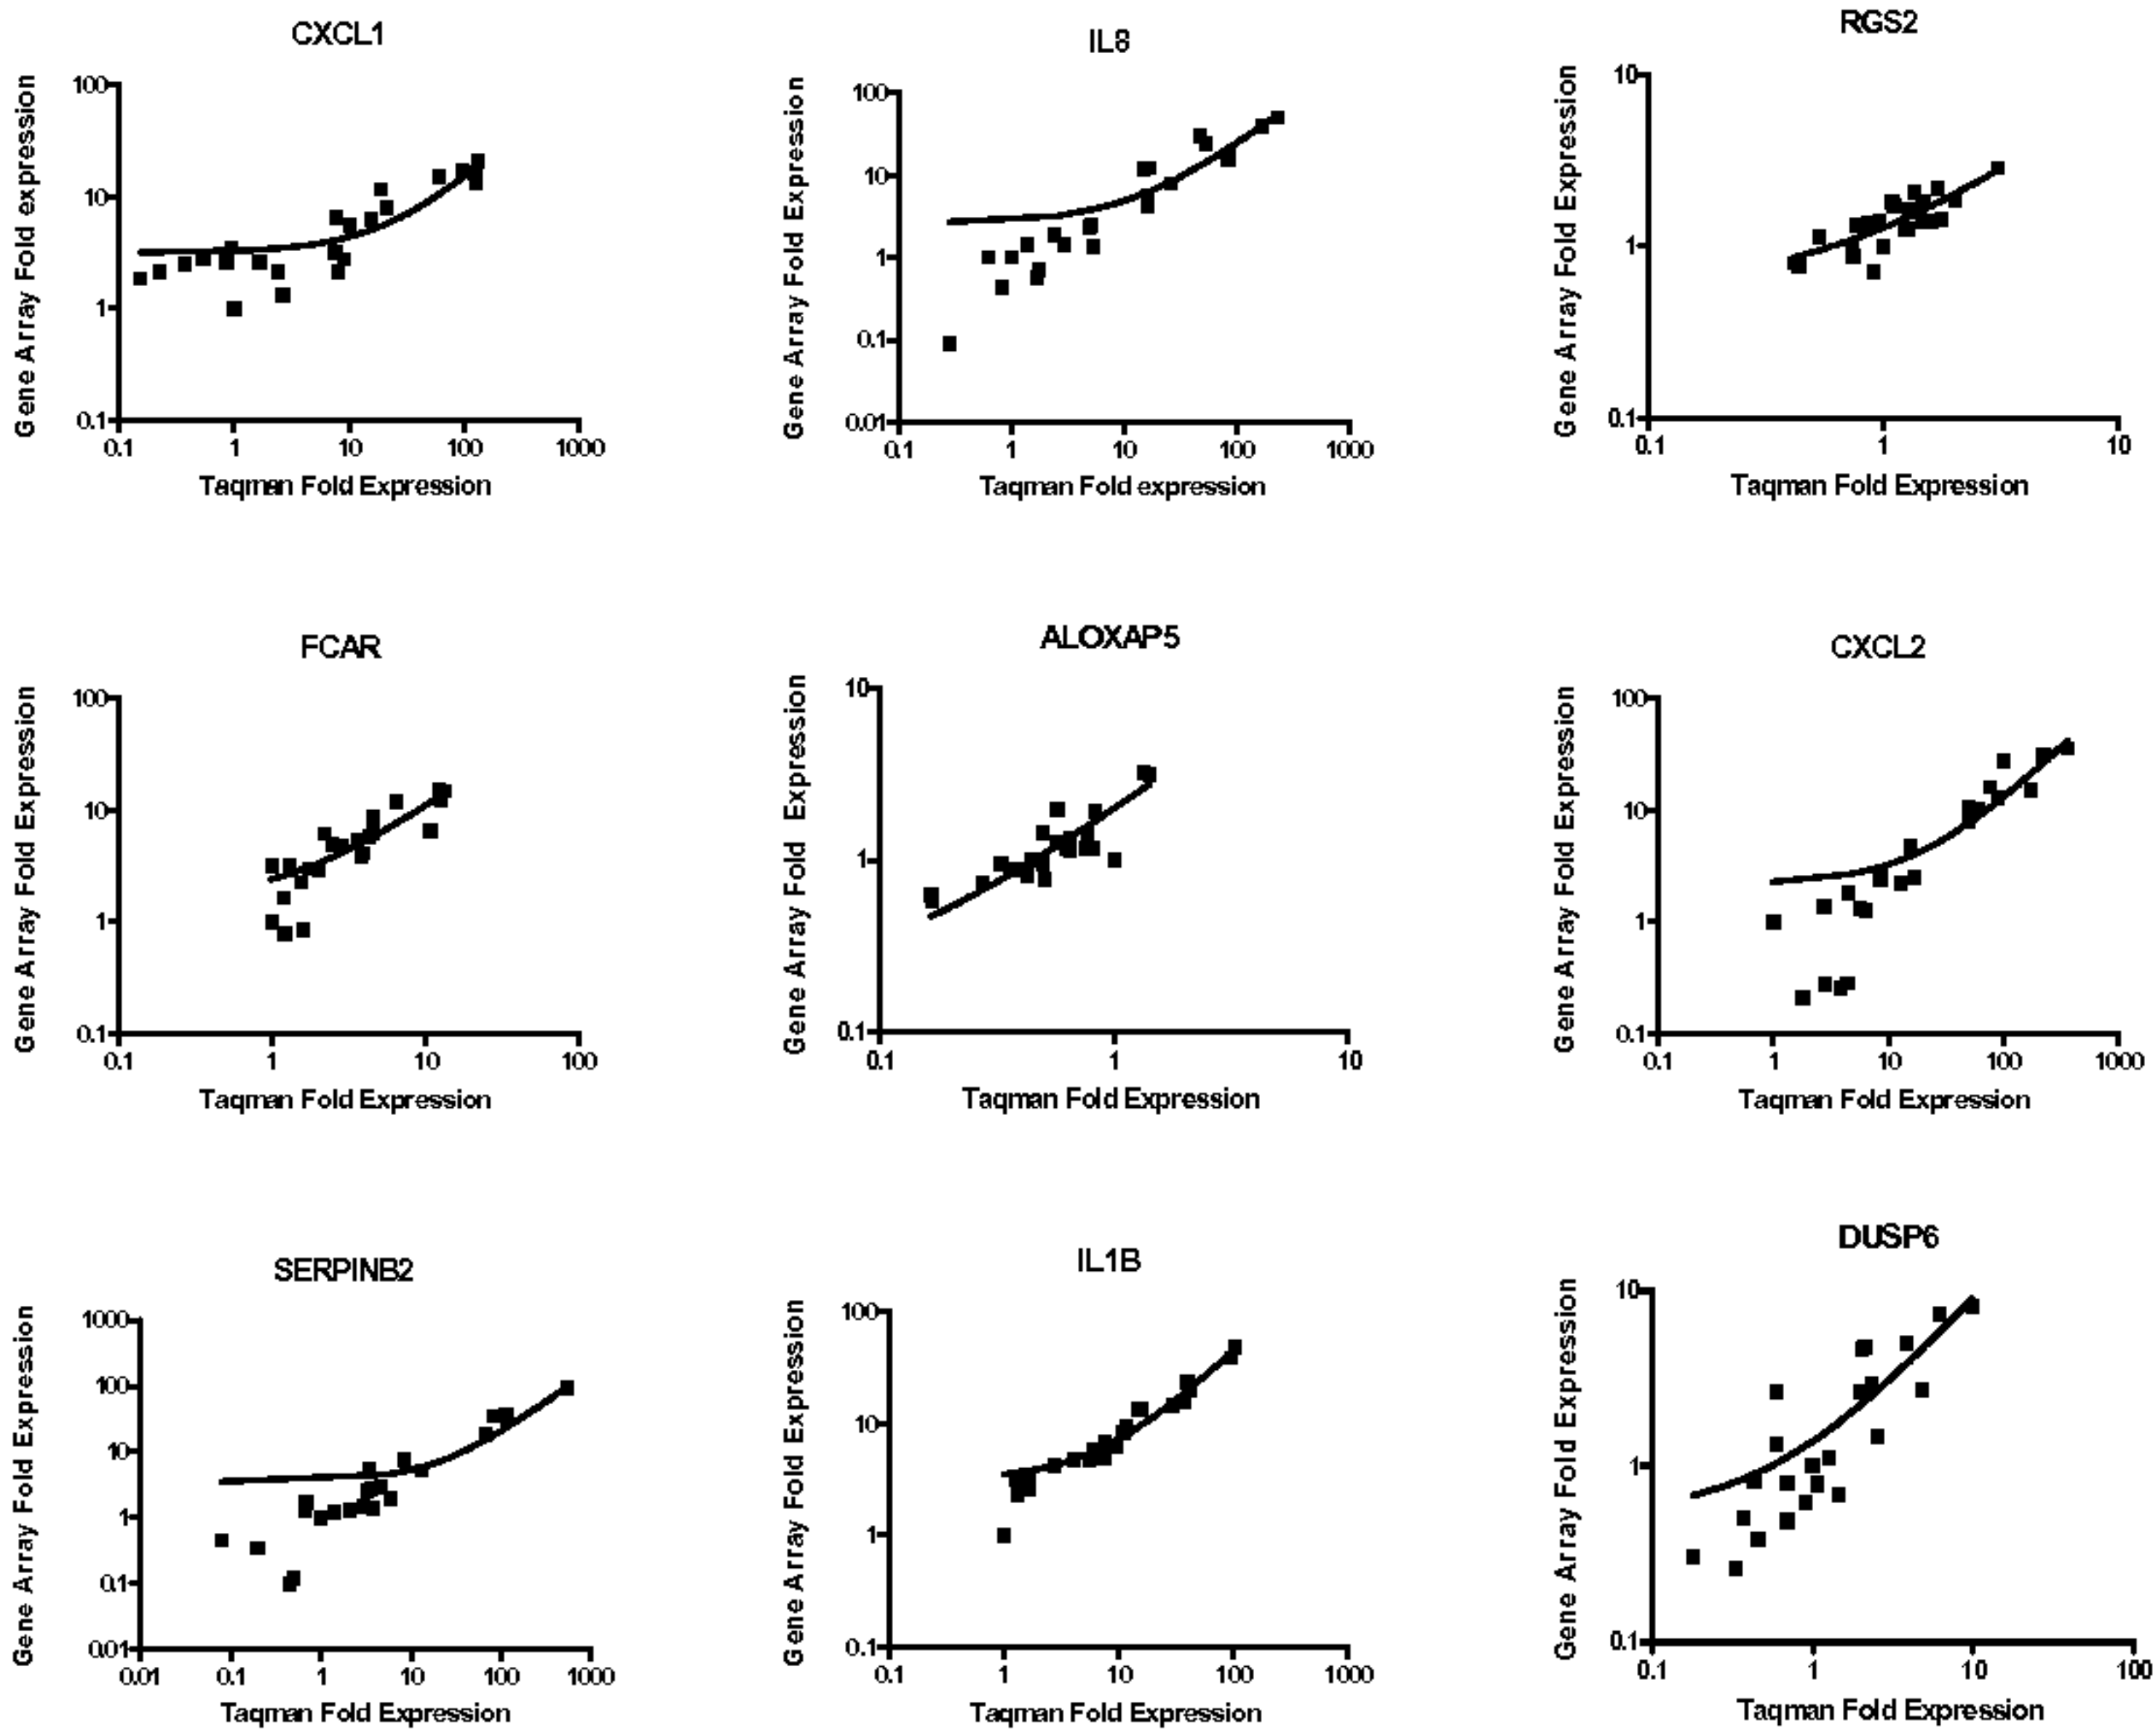 CXCL1
Gene Array Fold expression
100
10
1
0.1
0.1 1 10 100 1000
Taqman Fold Expression
IL8
Gene Array Fold Expression
100
10
1
0.1
0.01
0.1 1 10 100 1000
Taqman Fold expression
RGS2
Gene Array Fold Expression
10
1
0.1
0.1 1 10
Taqman Fold Expression
FCAR
Gene Array Fold Expression
100
10
1
0.1
0.1 1 10 100
Taqman Fold Expression
ALOXAP5
Gene Array Fold Expression
10
1
0.1
0.1 1 10
Taqman Fold Expression
CXCL2
Gene Array Fold Expression
100
10
1
0.1
0.1 1 10 100 1000
Taqman Fold Expression
SERPINB2
Gene Array Fold Expression
1000
100
10
1
0.1
0.01
0.01 0.1 1 10 100 1000
Taqman Fold Expression
IL1B
Gene Array Fold Expression
100
10
1
0.1
0.1 1 10 100 1000
Taqman Fold Expression
DUSP6
Gene Array Fold Expression
10
1
0.1
0.1 1 10 100
Taqman Fold Expression